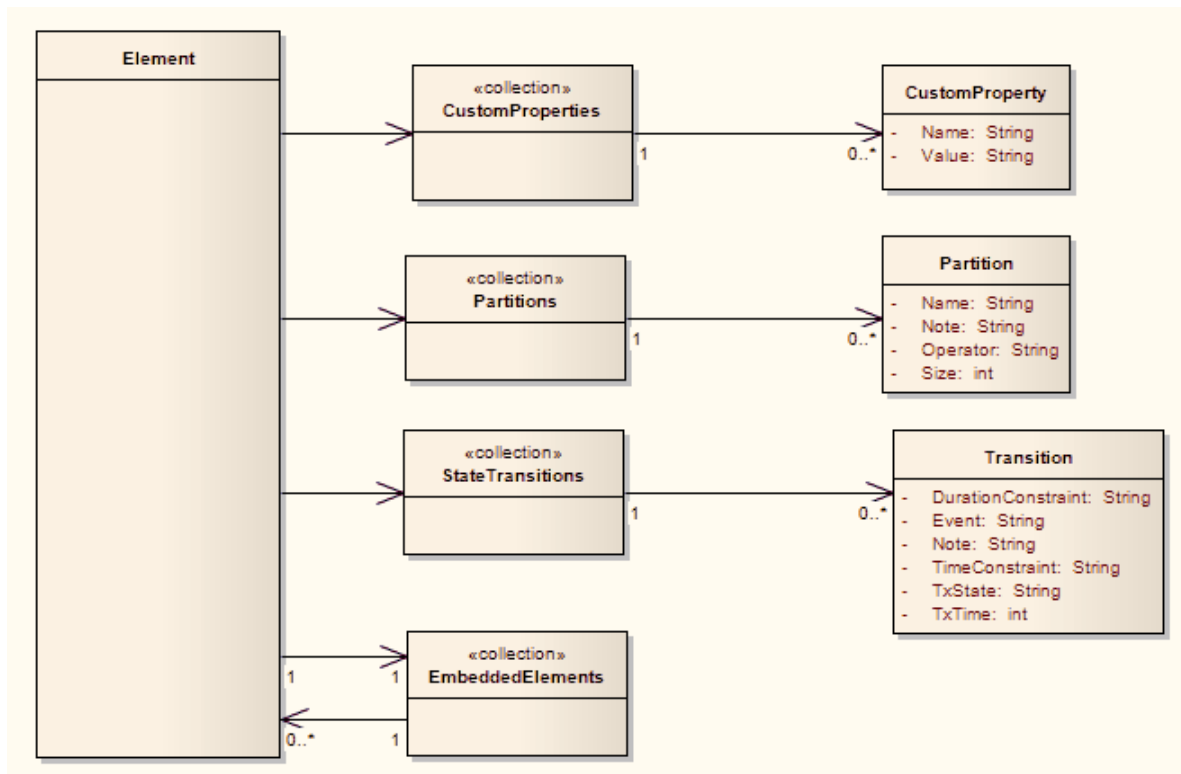 Element
«collection»
CustomProperties
1
0..*
CustomProperty
- Name: String
- Value: String
«collection»
Partitions
1
0..*
Partition
- Name: String
- Note: String
- Operator: String
- Size: int
«collection»
StateTransitions
1
0..*
Transition
- DurationConstraint: String
- Event: String
- Note: String
- TimeConstraint: String
- TxState: String
- TxTime: int
«collection»
EmbeddedElements
1
1
0..*
1